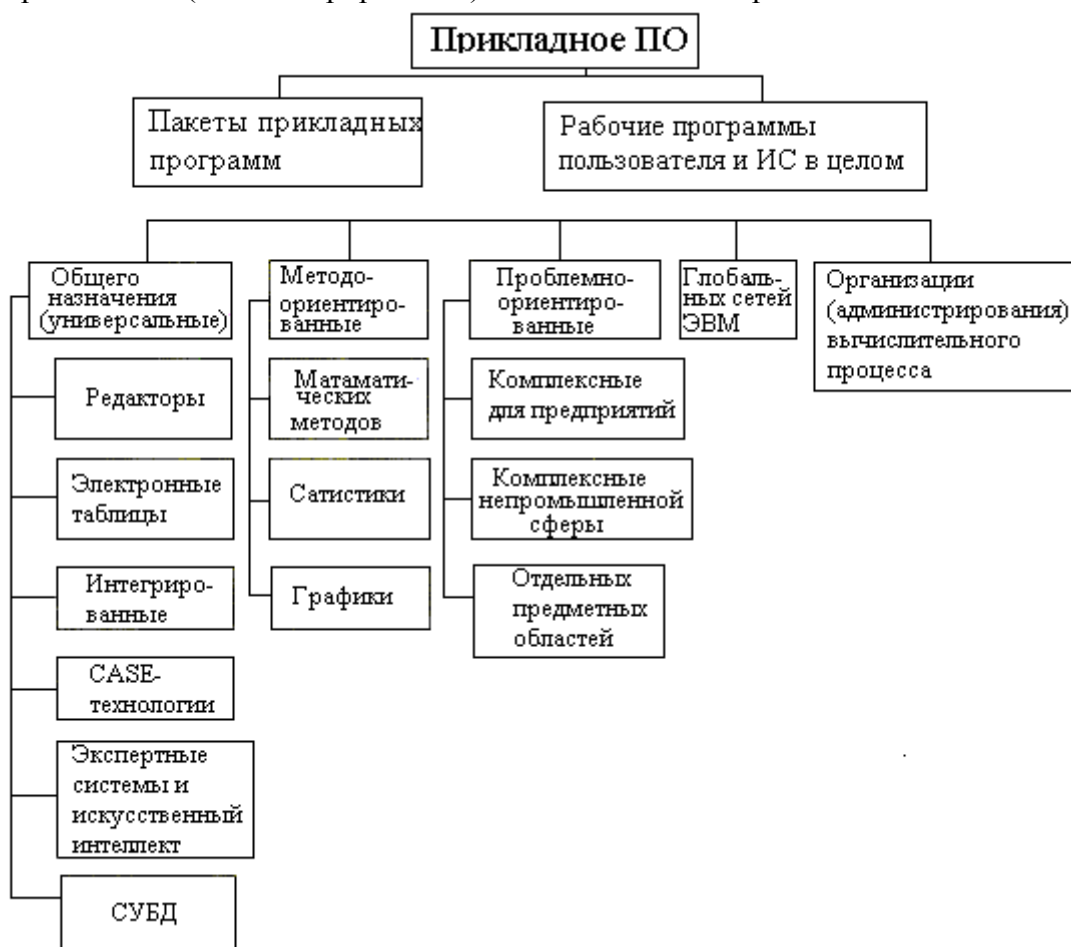 Прикладное ПО
Пакеты прикладных
программ
Рабочие программы
пользователя и ИС в целом
Общего
назначения
(универсальные)
Методо-
ориентиро-
ванные
Проблемно-
ориентиро-
ванные
Глобаль-
ных сетей
ЭВМ
Организации
(администрирования)
вычислительного
процесса
Редакторы
Электронные
таблицы
Интегриро-
ванные
CASE-
технологии
Экспертные
системы и
искусственный
интеллект
СУБД
Матамати-
ческих
методов
Сатистики
Графики
Комплексные
для предприятий
Комплексные
непромышленной
сферы
Отдельных
предметных
областей